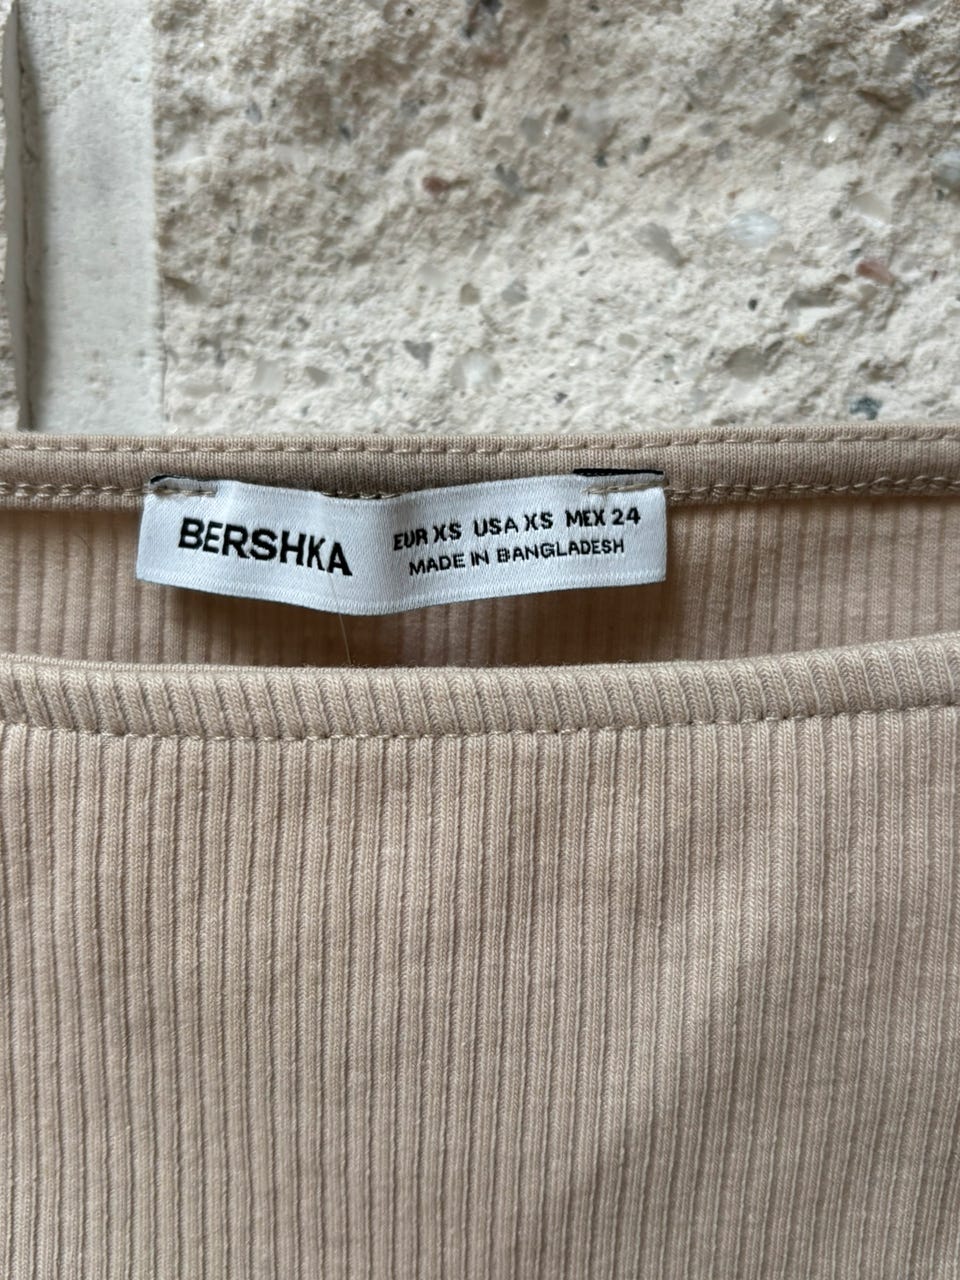 BERSHKA
EUR XS USA XS MEX 24
MADE IN BANGLADESH